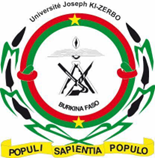 Université Joseph KI-ZERBO
BURKINA FASO
POPULI SAPIENTIA POPULO